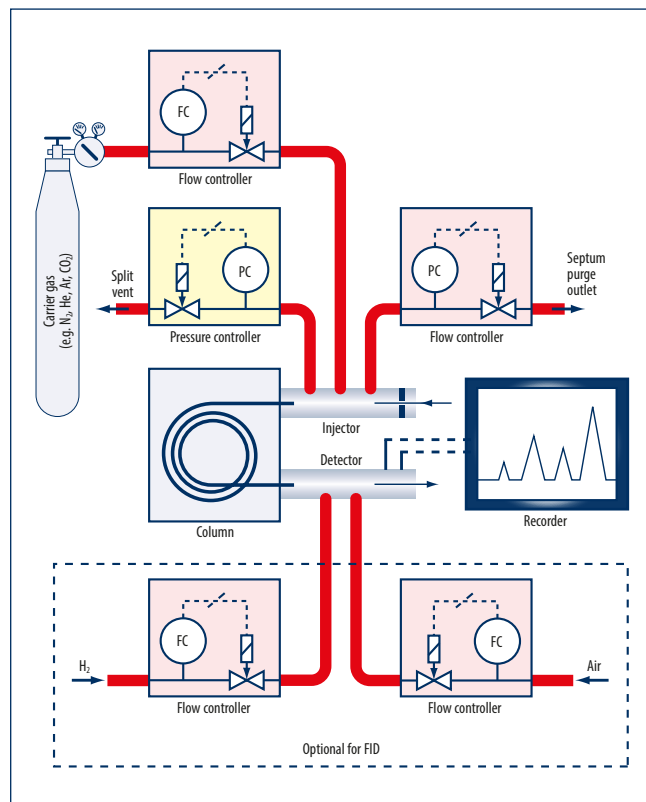 FC
Flow controller
Carrier gas
(e.g. N₂, He, Ar, CO₂)
Split
vent
PC
Pressure controller
PC
Flow controller
Septum
purge
outlet
Injector
Detector
Column
Recorder
H₂
FC
Flow controller
FC
Flow controller
Air
Optional for FID